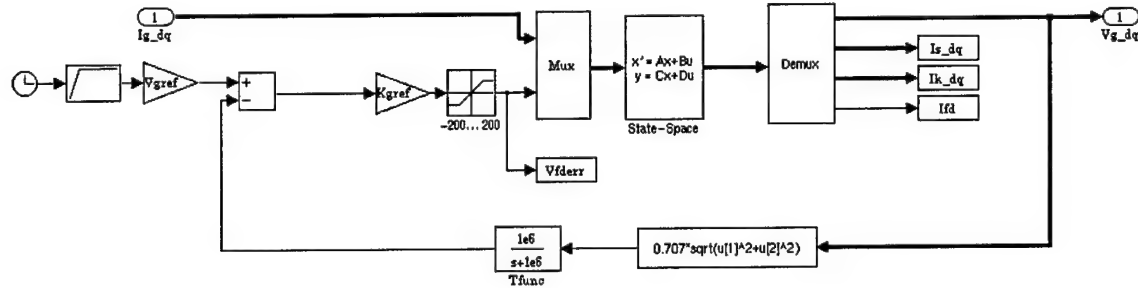 1
Ig_dq
Vgref
+
−
Kgref
-200... 200
Mux
x' = Ax+Bu
y = Cx+Du
State-Space
Demux
1
Vg_dq
Is_dq
Ik_dq
Ifd
Vfderr
1e6
s+1e6
Tfunc
0.707*sqrt(u[1]^2+u[2]^2)